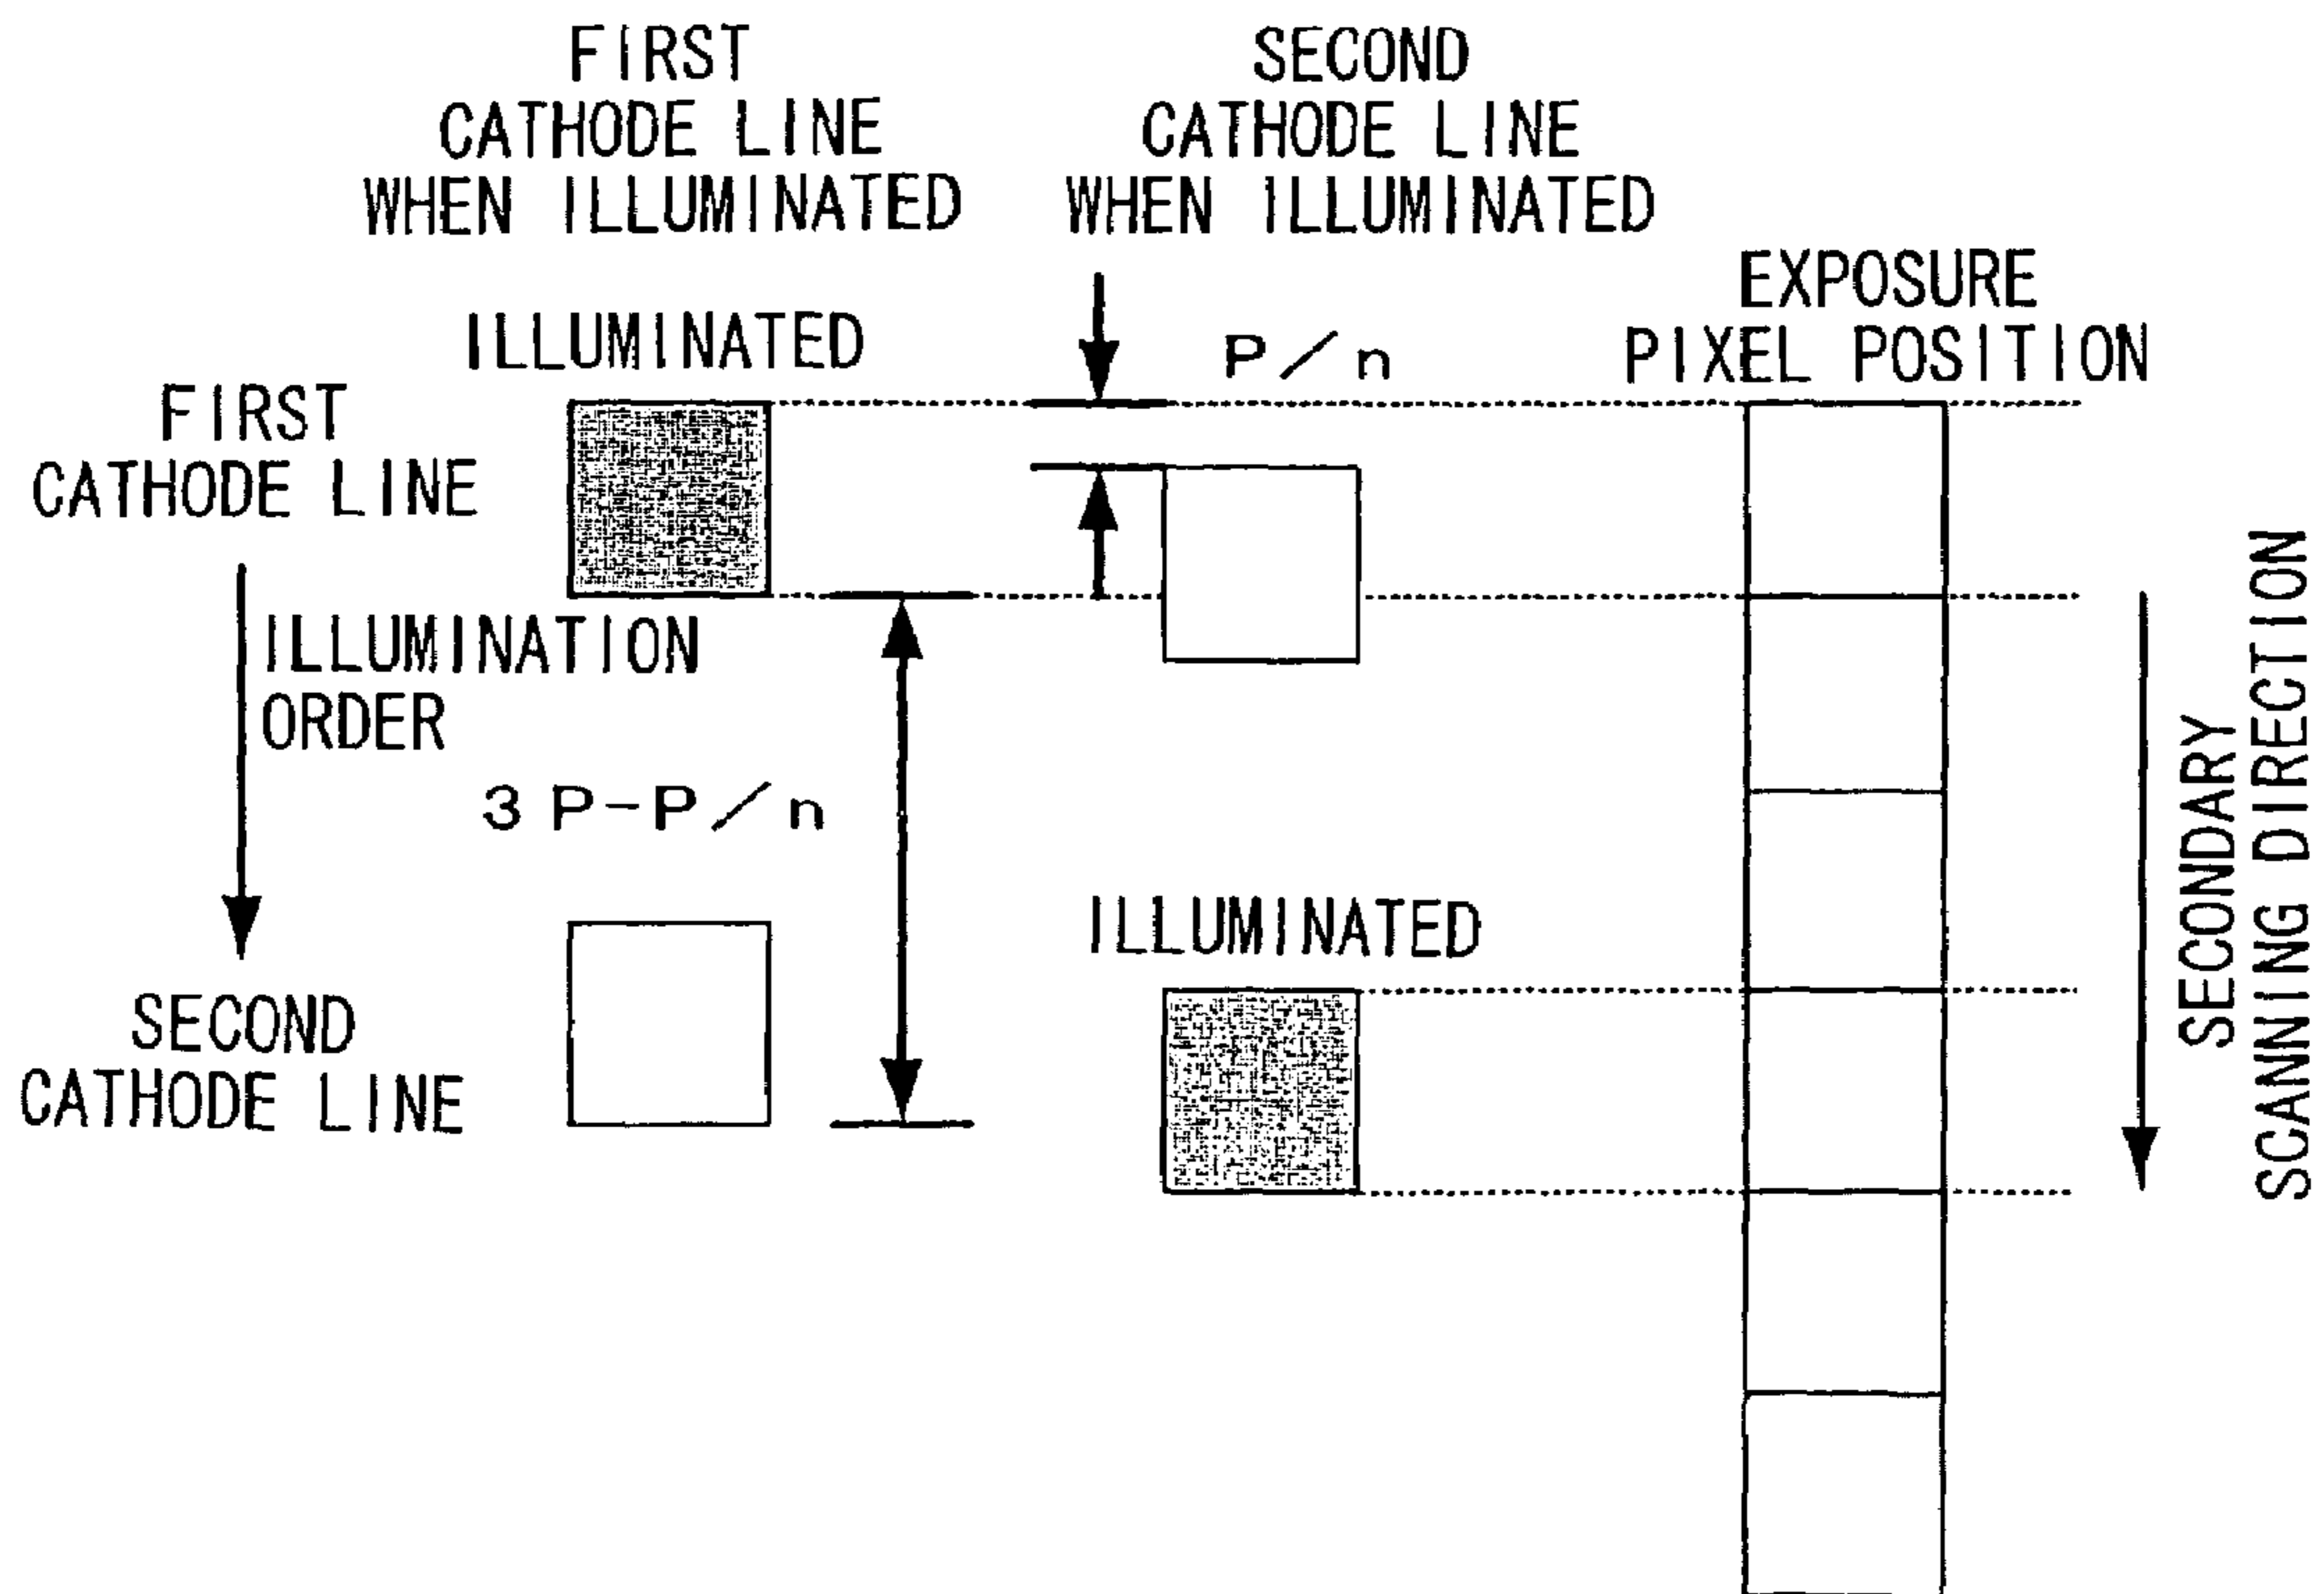 FIRST
CATHODE LINE
WHEN ILLUMINATED
SECOND
CATHODE LINE
WHEN ILLUMINATED
EXPOSURE
PIXEL POSITION
ILLUMINATED
P/n
FIRST
CATHODE LINE
ILLUMINATION
ORDER
3P-P/n
ILLUMINATED
SECOND
CATHODE LINE
SECONDARY
SCANNING DIRECTION